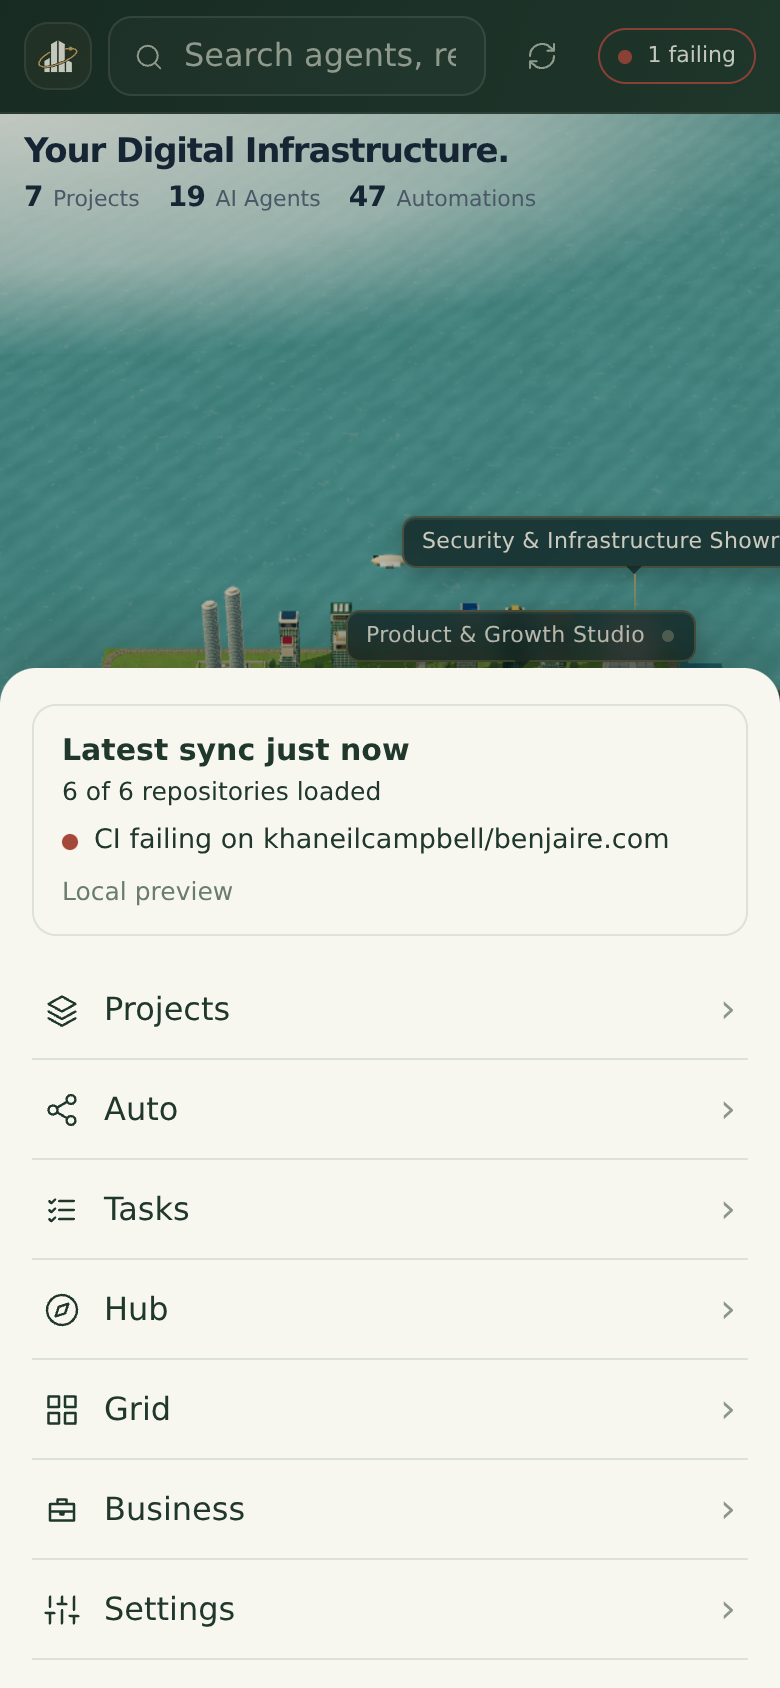 Search agents, re
1 failing
Your Digital Infrastructure.
7 Projects 19 AI Agents 47 Automations
Security & Infrastructure Showr
Product & Growth Studio
Latest sync just now
6 of 6 repositories loaded
CI failing on khaneilcampbell/benjaire.com
Local preview
Projects
Auto
Tasks
Hub
Grid
Business
Settings